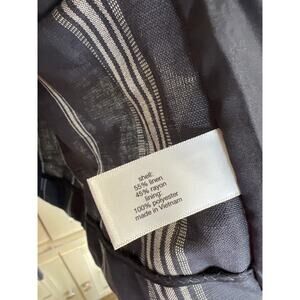 shell:
55% linen
45% rayon
lining:
100% polyester
made in Vietnam